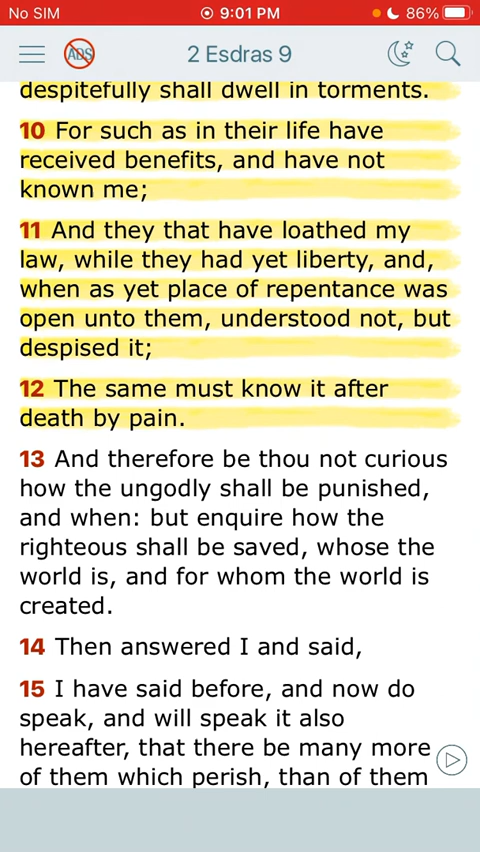 No SIM 9:01 PM 86%
ADS 2 Esdras 9
despitefully shall dwell in torments.
10 For such as in their life have
received benefits, and have not
known me;
11 And they that have loathed my
law, while they had yet liberty, and,
when as yet place of repentance was
open unto them, understood not, but
despised it;
12 The same must know it after
death by pain.
13 And therefore be thou not curious
how the ungodly shall be punished,
and when: but enquire how the
righteous shall be saved, whose the
world is, and for whom the world is
created.
14 Then answered I and said,
15 I have said before, and now do
speak, and will speak it also
hereafter, that there be many more
of them which perish, than of them